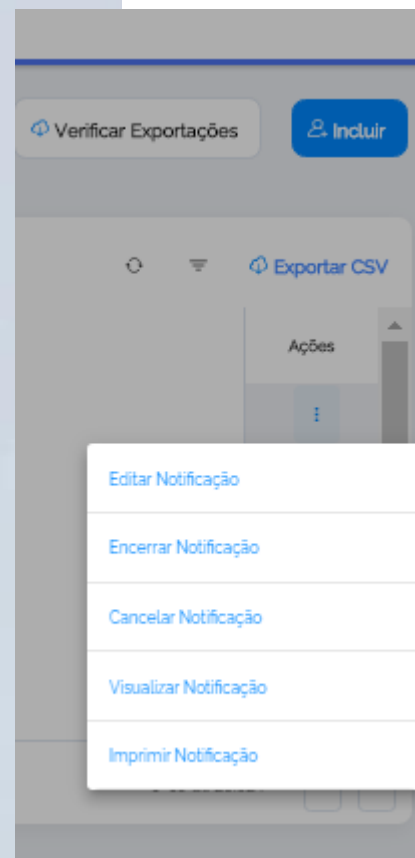 Verificar Exportações
Incluir
Exportar CSV
Ações
Editar Notificação
Encerrar Notificação
Cancelar Notificação
Visualizar Notificação
Imprimir Notificação